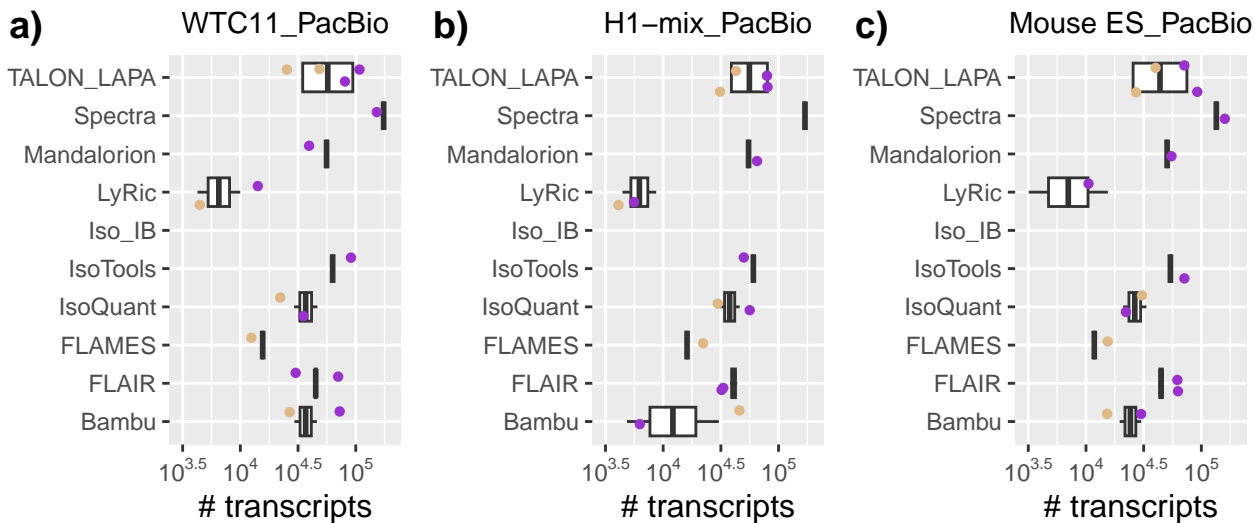 a) WTC11_PacBio
TALON_LAPA
Spectra
Mandalorion
LyRic
Iso_IB
IsoTools
IsoQuant
FLAMES
FLAIR
Bambu
10^3.5 10^4 10^4.5 10^5
# transcripts
b) H1−mix_PacBio
TALON_LAPA
Spectra
Mandalorion
LyRic
Iso_IB
IsoTools
IsoQuant
FLAMES
FLAIR
Bambu
10^3.5 10^4 10^4.5 10^5
# transcripts
c) Mouse ES_PacBio
TALON_LAPA
Spectra
Mandalorion
LyRic
Iso_IB
IsoTools
IsoQuant
FLAMES
FLAIR
Bambu
10^3.5 10^4 10^4.5 10^5
# transcripts